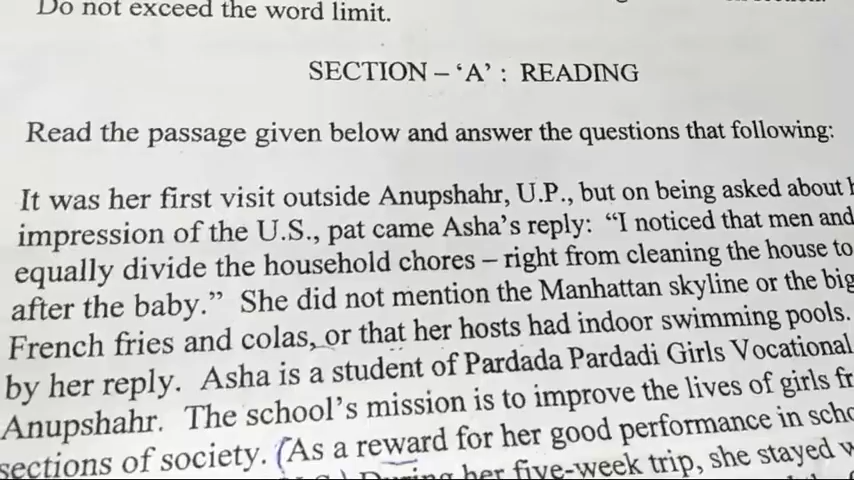 Do not exceed the word limit.
SECTION – ‘A’ : READING
Read the passage given below and answer the questions that following:
It was her first visit outside Anupshahr, U.P., but on being asked about
impression of the U.S., pat came Asha’s reply: “I noticed that men and
equally divide the household chores – right from cleaning the house to
after the baby.” She did not mention the Manhattan skyline or the big
French fries and colas, or that her hosts had indoor swimming pools.
by her reply. Asha is a student of Pardada Pardadi Girls Vocational
Anupshahr. The school’s mission is to improve the lives of girls
sections of society. (As a reward for her good performance in
her five-week trip, she stayed